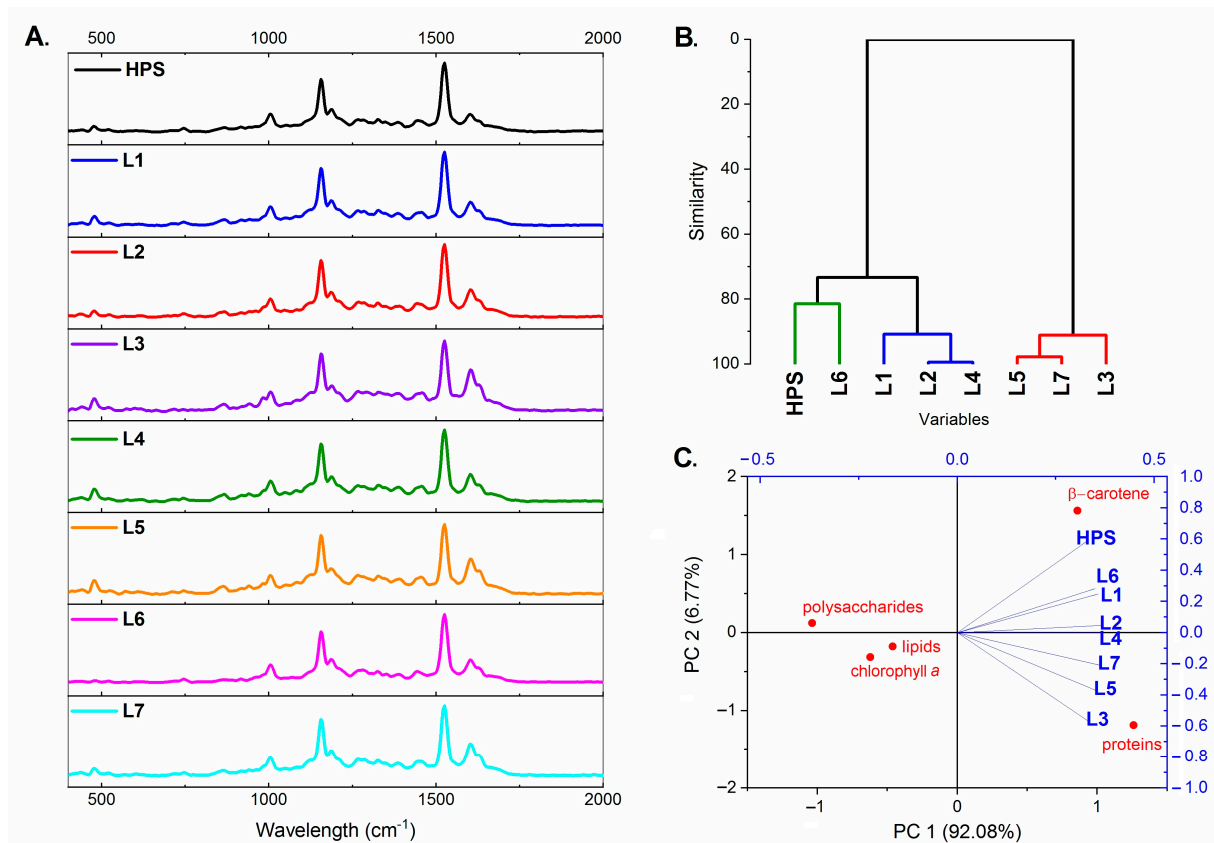 A.
500 1000 1500 2000
HPS
L1
L2
L3
L4
L5
L6
L7
500 1000 1500 2000
Wavelength (cm⁻¹)
B.
0
20
40
60
80
100
Similarity
HPS L6 L1 L2 L4 L5 L7 L3
Variables
C.
−0.5 0.0 0.5
2
1
0
−1
−2
PC 2 (6.77%)
1.0
0.8
0.6
0.4
0.2
0.0
−0.2
−0.4
−0.6
−0.8
−1.0
β−carotene
HPS
L6
L1
polysaccharides
L2
L4
lipids
chlorophyll a
L7
L5
L3
proteins
−1 0 1
PC 1 (92.08%)